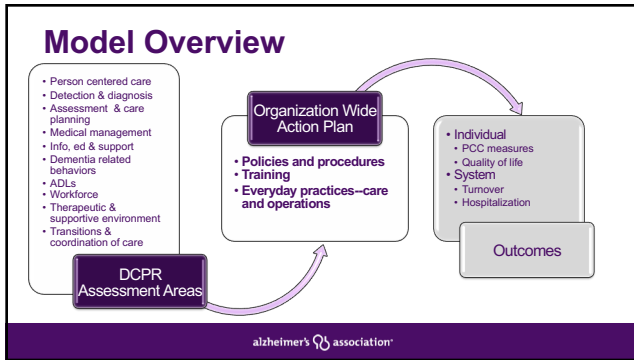 Model Overview
• Person centered care
• Detection & diagnosis
• Assessment & care
planning
• Medical management
• Info, ed & support
• Dementia related
behaviors
• ADLs
• Workforce
• Therapeutic &
supportive environment
• Transitions &
coordination of care
DCPR
Assessment Areas
Organization Wide
Action Plan
• Policies and procedures
• Training
• Everyday practices--care
and operations
• Individual
• PCC measures
• Quality of life
• System
• Turnover
• Hospitalization
Outcomes
alzheimer's association®